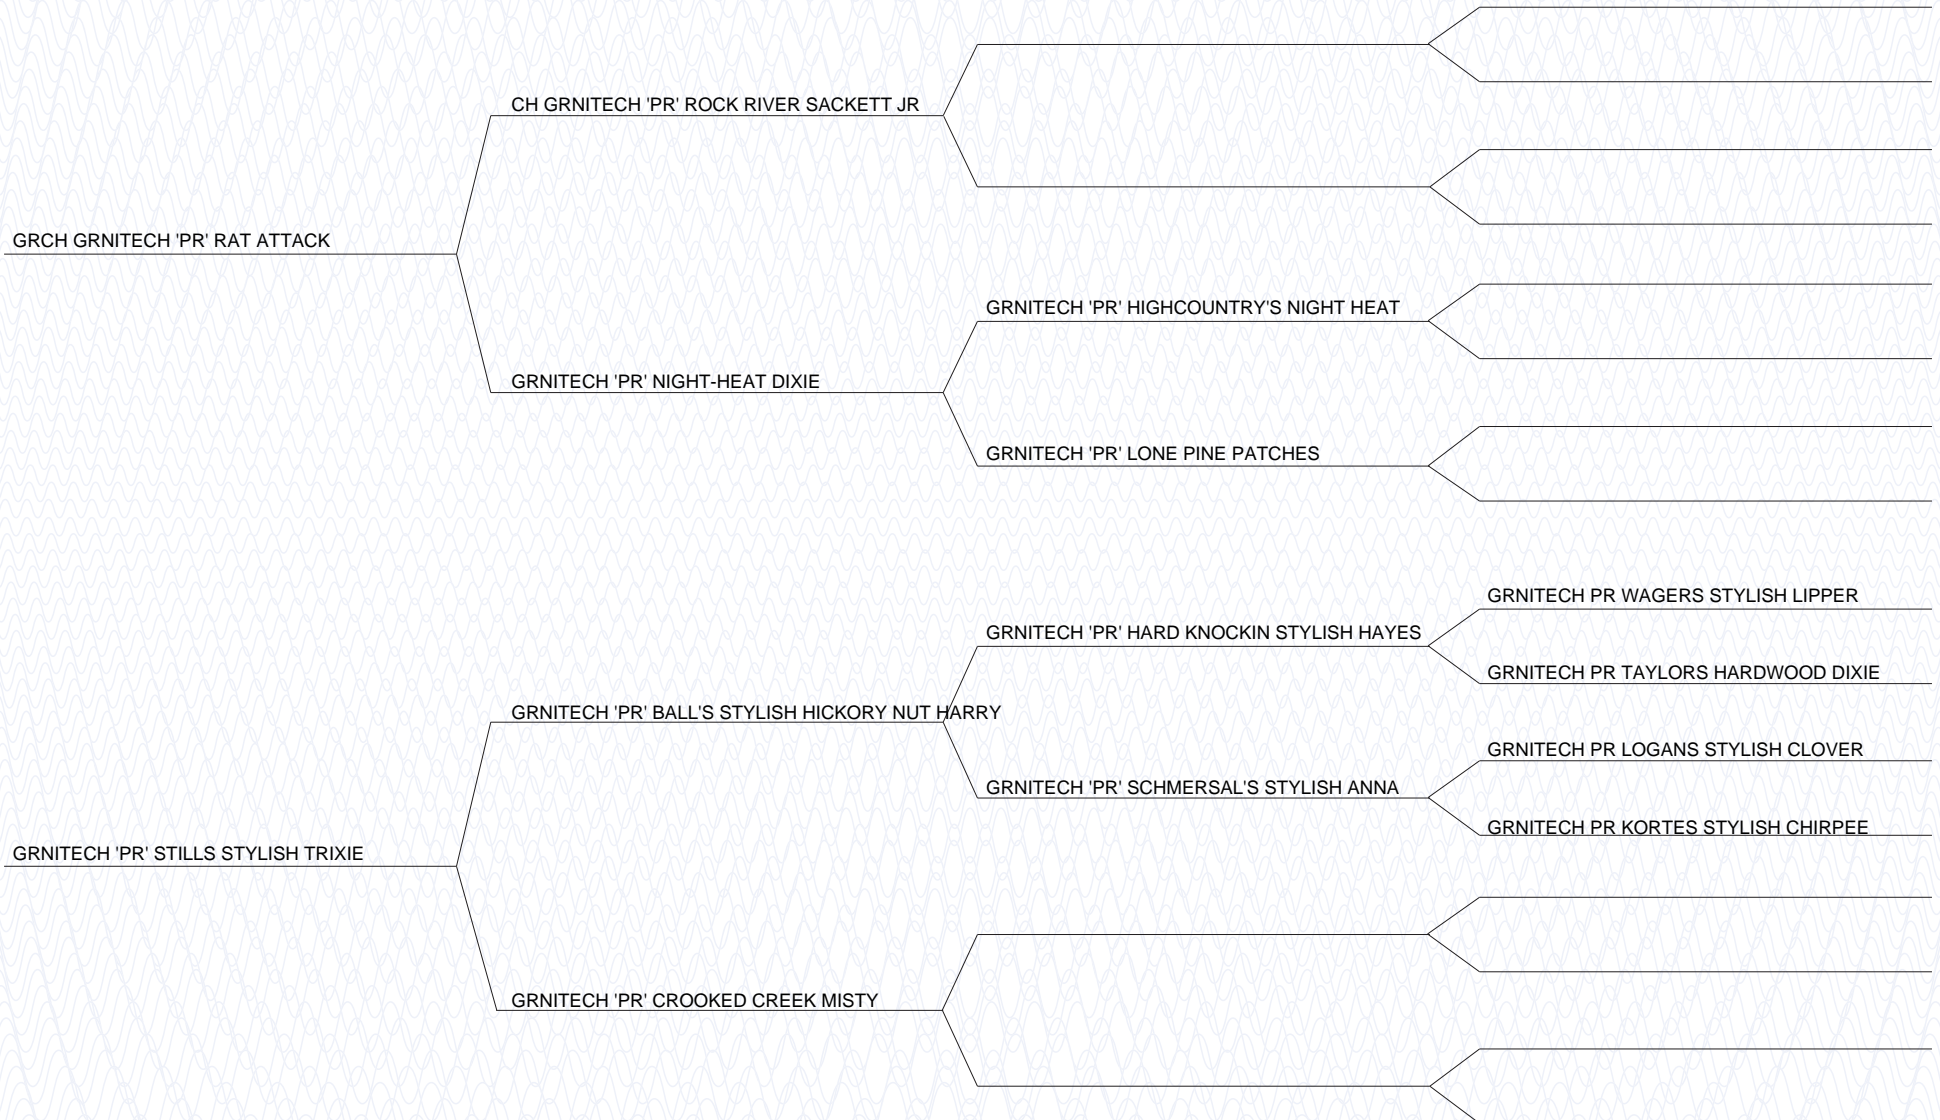 CH GRNITECH 'PR' ROCK RIVER SACKETT JR
GRCH GRNITECH 'PR' RAT ATTACK
GRNITECH 'PR' HIGHCOUNTRY'S NIGHT HEAT
GRNITECH 'PR' NIGHT-HEAT DIXIE
GRNITECH 'PR' LONE PINE PATCHES
GRNITECH PR WAGERS STYLISH LIPPER
GRNITECH 'PR' HARD KNOCKIN STYLISH HAYES
GRNITECH PR TAYLORS HARDWOOD DIXIE
GRNITECH 'PR' BALL'S STYLISH HICKORY NUT HARRY
GRNITECH PR LOGANS STYLISH CLOVER
GRNITECH 'PR' SCHMERSAL'S STYLISH ANNA
GRNITECH PR KORTES STYLISH CHIRPEE
GRNITECH 'PR' STILLS STYLISH TRIXIE
GRNITECH 'PR' CROOKED CREEK MISTY